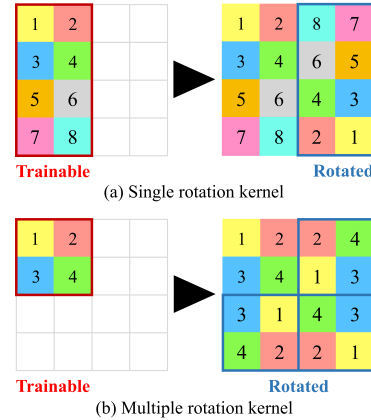 1 2 1 2 8 7
3 4 3 4 6 5
5 6 5 6 4 3
7 8 7 8 2 1
Trainable Rotated
(a) Single rotation kernel
1 2 1 2 2 4
3 4 3 4 1 3
3 1 4 3
4 2 2 1
Trainable Rotated
(b) Multiple rotation kernel